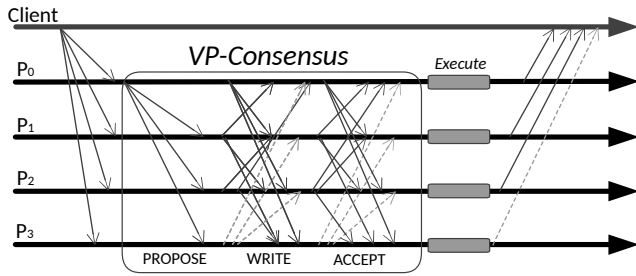 Client
VP-Consensus
Execute
P0
P1
P2
P3
PROPOSE WRITE ACCEPT